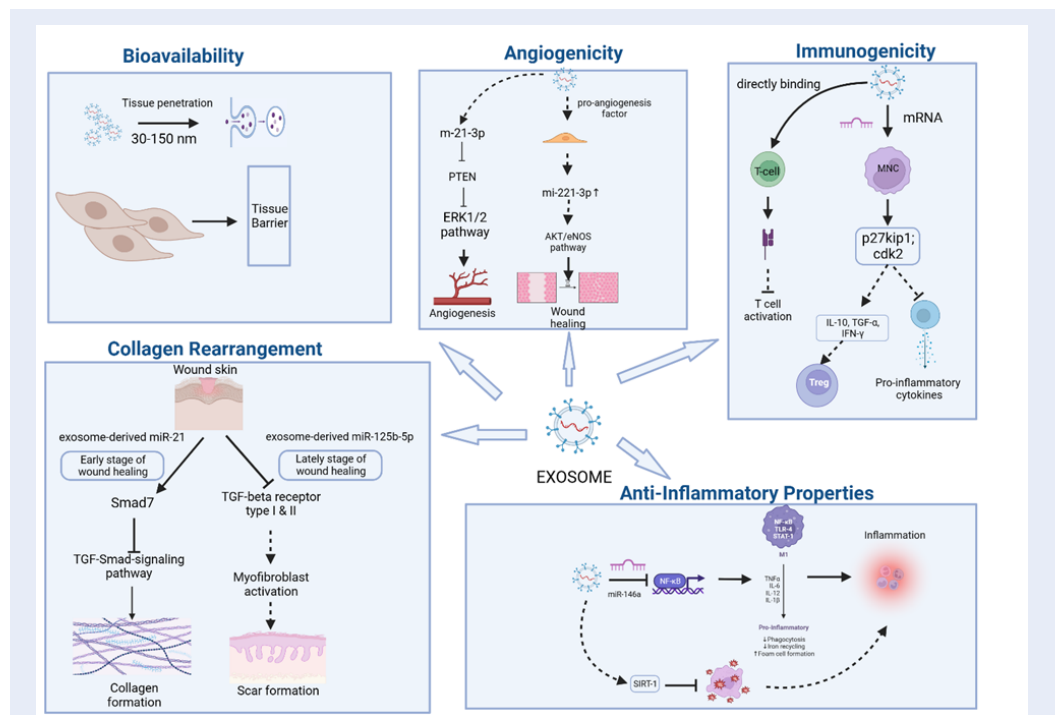 Bioavailability
Tissue penetration
30-150 nm
Tissue
Barrier
Angiogenicity
pro-angiogenesis
factor
m-21-3p
PTEN
ERK1/2
pathway
Angiogenesis
mi-221-3p↑
AKT/eNOS
pathway
Wound
healing
Immunogenicity
directly binding
mRNA
T-cell
MNC
p27kip1;
cdk2
T cell
activation
IL-10, TGF-α,
IFN-γ
Treg
Pro-inflammatory
cytokines
Collagen Rearrangement
Wound skin
exosome-derived miR-21
exosome-derived miR-125b-5p
Early stage of
wound healing
Lately stage of
wound healing
Smad7
TGF-beta receptor
type I & II
TGF-Smad-signaling
pathway
Myofibroblast
activation
Collagen
formation
Scar formation
EXOSOME
Anti-Inflammatory Properties
miR-146a
NF-κB
NF-κB
TLR-4
STAT-1
M1
TNFα
IL-6
IL-12
IL-1β
Pro-inflammatory
↓Phagocytosis
↓Iron recycling
↑Foam cell formation
Inflammation
SIRT-1